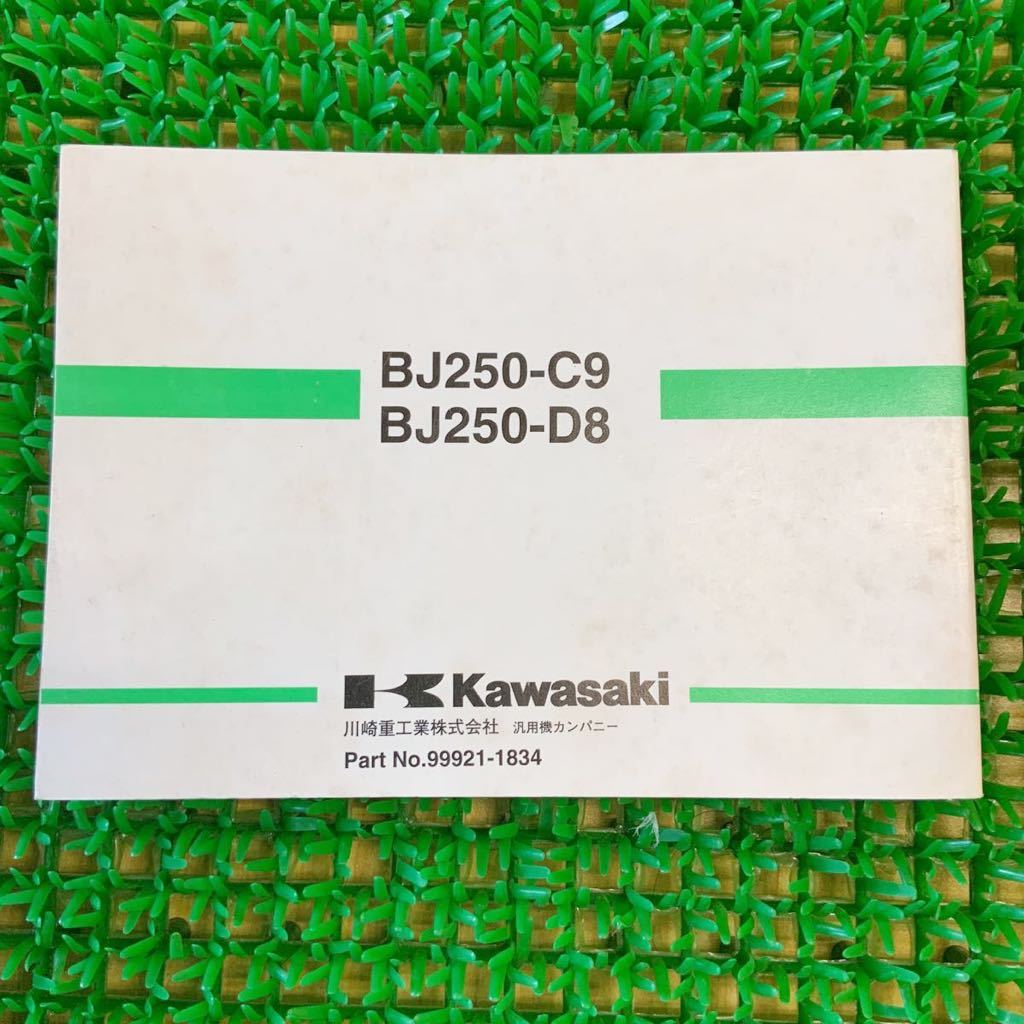 BJ250-C9
BJ250-D8
Kawasaki
川崎重工業株式会社 汎用機カンパニー
Part No.99921-1834